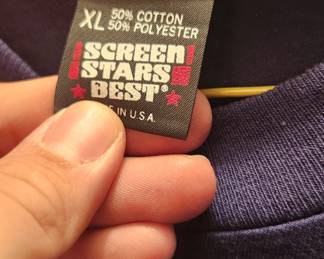 XL 50% COTTON
50% POLYESTER
SCREEN
STARS
BEST®
IN U.S.A.